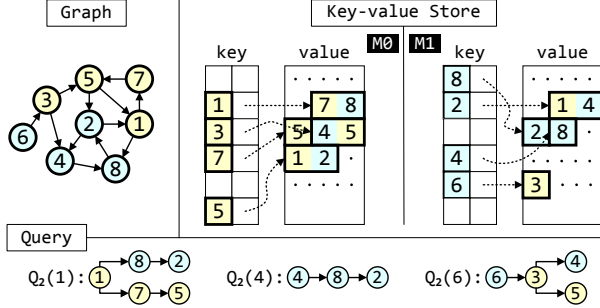 Graph
Key-value Store
key value M0 M1 key value
5 7
3
2 1
6
4 8
1 7 8
3 5 4 5
7 1 2
5
8
2 1 4
2 8
4
6 3
Query
Q₂(1): 1 8 2 7 5
Q₂(4): 4 8 2
Q₂(6): 6 3 4 5